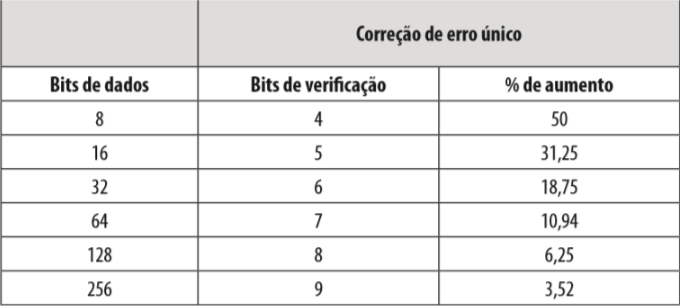 Correção de erro único
Bits de dados Bits de verificação % de aumento
8 4 50
16 5 31,25
32 6 18,75
64 7 10,94
128 8 6,25
256 9 3,52